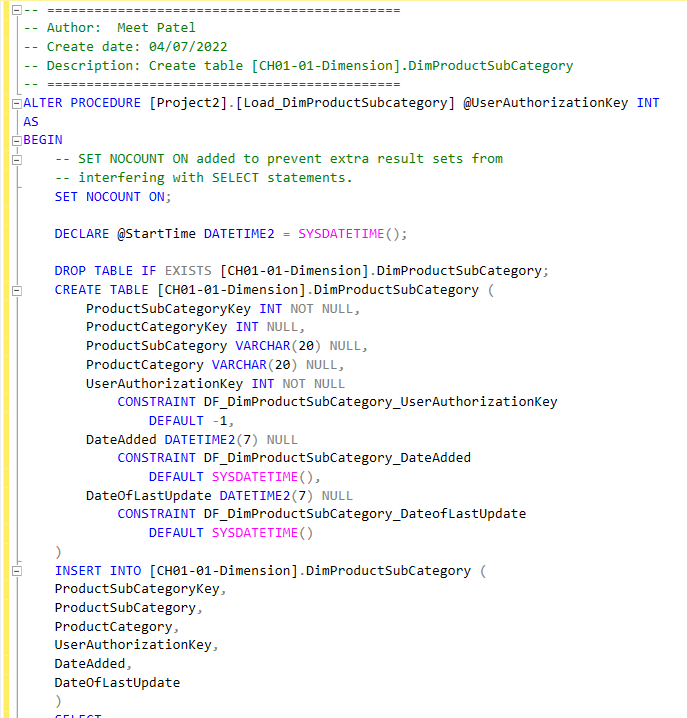 -- =============================================
-- Author:  Meet Patel
-- Create date: 04/07/2022
-- Description: Create table [CH01-01-Dimension].DimProductSubCategory
-- =============================================
ALTER PROCEDURE [Project2].[Load_DimProductSubcategory] @UserAuthorizationKey INT
AS
BEGIN
    -- SET NOCOUNT ON added to prevent extra result sets from
    -- interfering with SELECT statements.
    SET NOCOUNT ON;

    DECLARE @StartTime DATETIME2 = SYSDATETIME();

    DROP TABLE IF EXISTS [CH01-01-Dimension].DimProductSubCategory;
    CREATE TABLE [CH01-01-Dimension].DimProductSubCategory (
        ProductSubCategoryKey INT NOT NULL,
        ProductCategoryKey INT NULL,
        ProductSubCategory VARCHAR(20) NULL,
        ProductCategory VARCHAR(20) NULL,
        UserAuthorizationKey INT NOT NULL
            CONSTRAINT DF_DimProductSubCategory_UserAuthorizationKey
                DEFAULT -1,
        DateAdded DATETIME2(7) NULL
            CONSTRAINT DF_DimProductSubCategory_DateAdded
                DEFAULT SYSDATETIME(),
        DateOfLastUpdate DATETIME2(7) NULL
            CONSTRAINT DF_DimProductSubCategory_DateofLastUpdate
                DEFAULT SYSDATETIME()
    )
    INSERT INTO [CH01-01-Dimension].DimProductSubCategory (
    ProductSubCategoryKey,
    ProductSubCategory,
    ProductCategory,
    UserAuthorizationKey,
    DateAdded,
    DateOfLastUpdate
    )
    SELECT